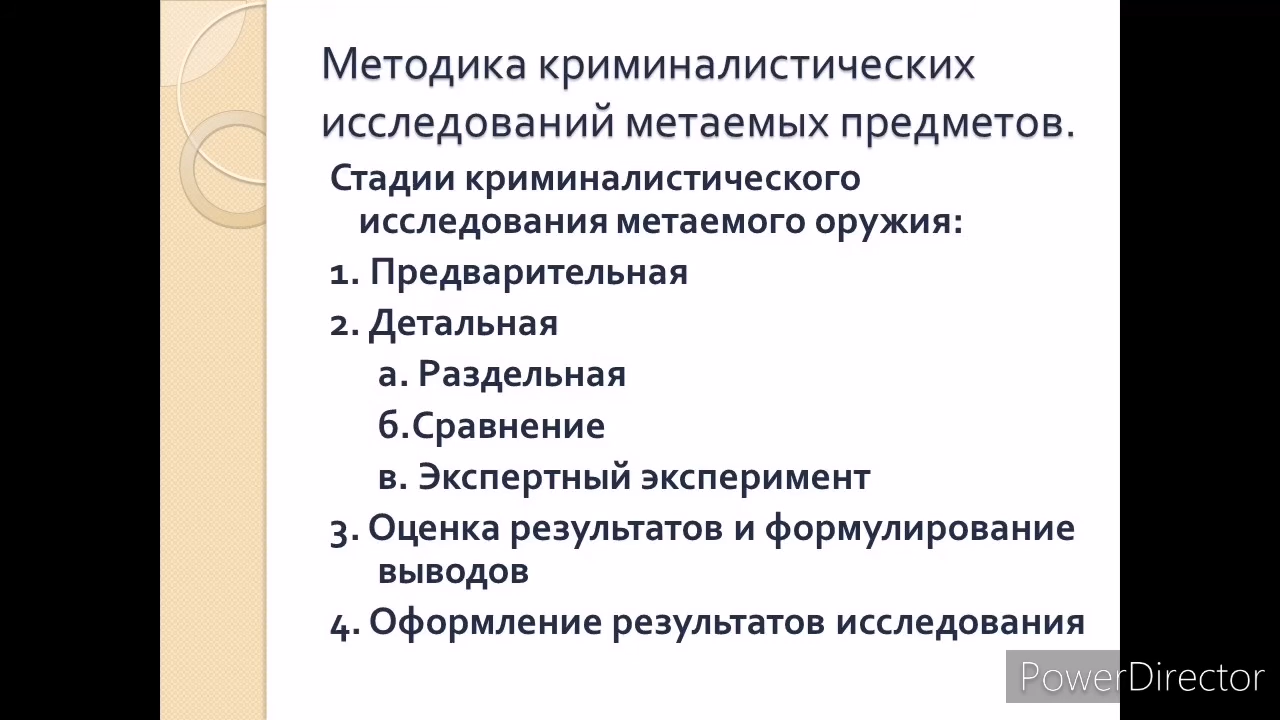 Методика криминалистических
исследований метаемых предметов.
Стадии криминалистического
исследования метаемого оружия:
1. Предварительная
2. Детальная
а. Раздельная
б.Сравнение
в. Экспертный эксперимент
3. Оценка результатов и формулирование
выводов
4. Оформление результатов исследования
PowerDirector